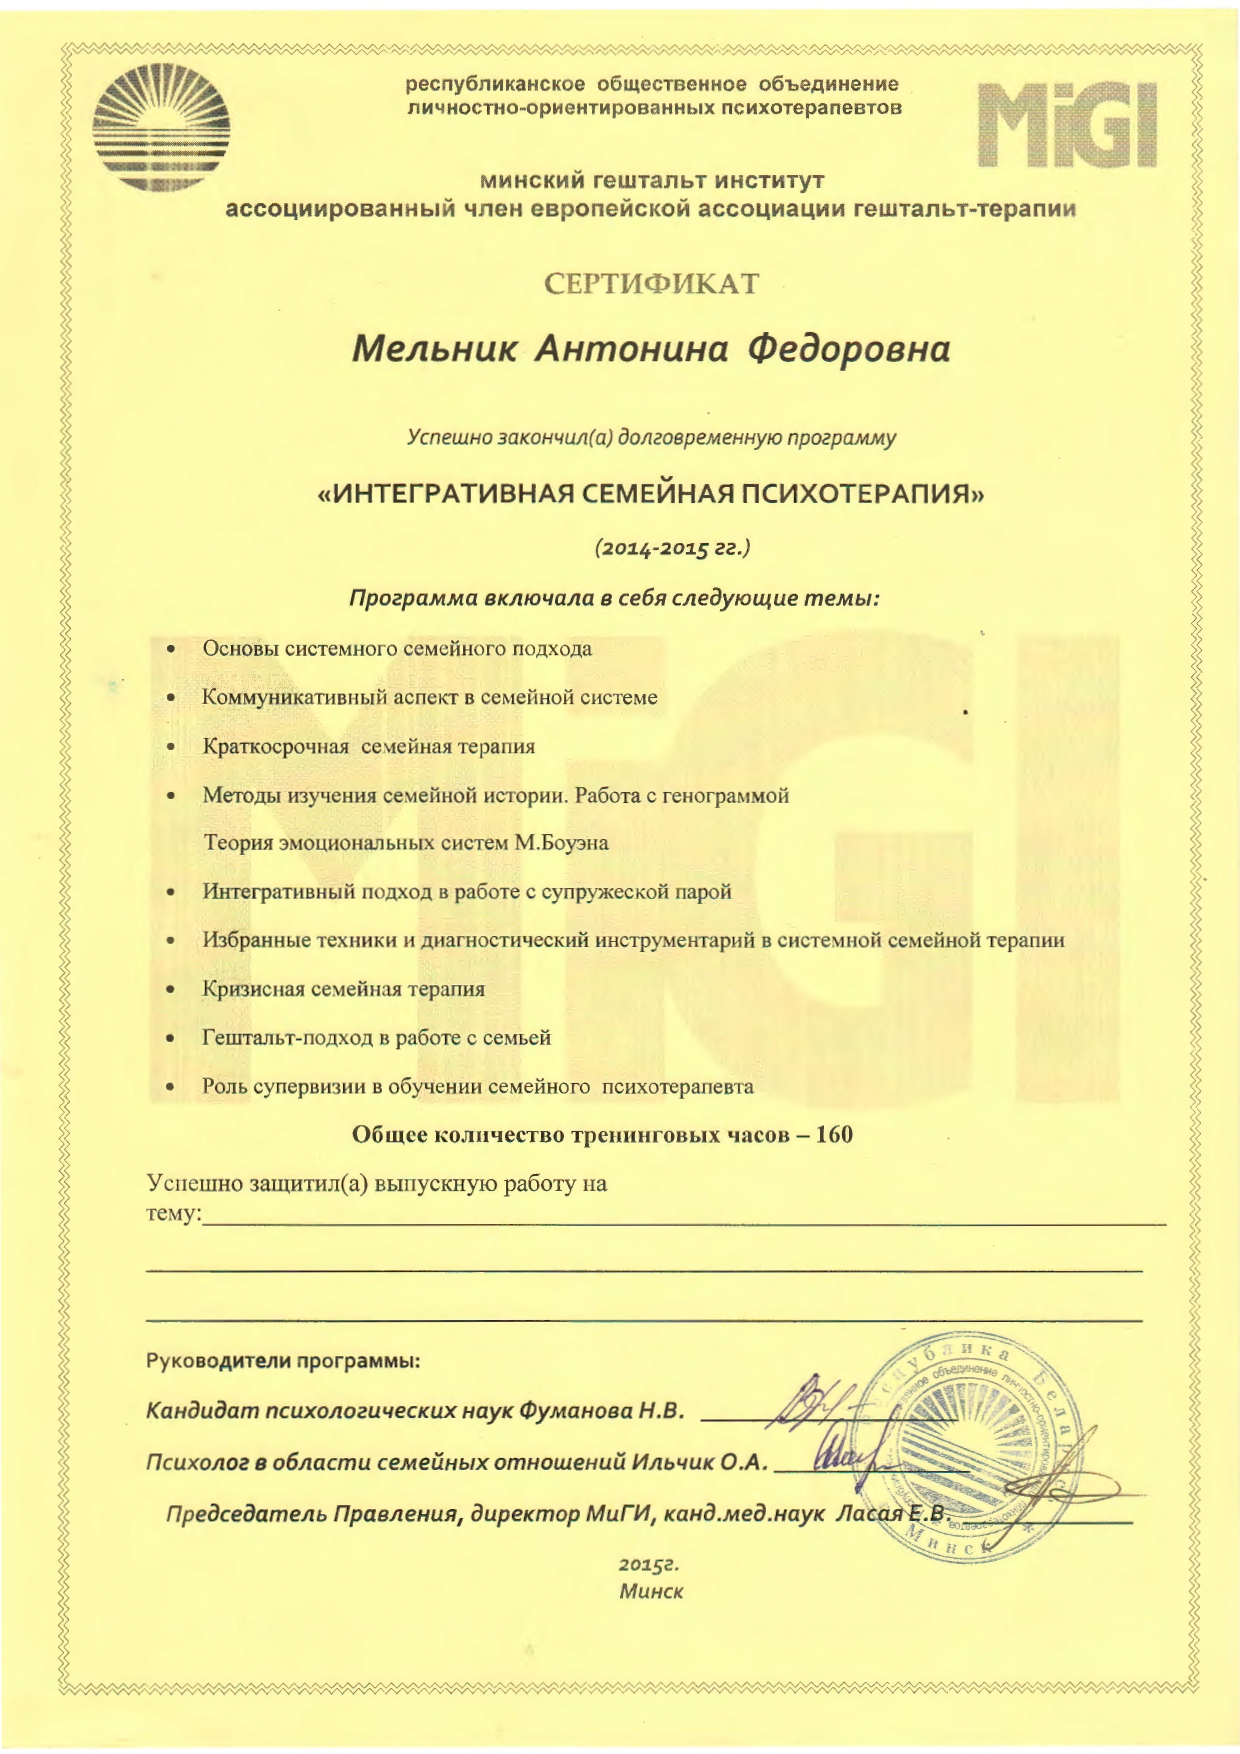 республиканское общественное объединение
личностно-ориентированных психотерапевтов
MiGI
минский гештальт институт
ассоциированный член европейской ассоциации гештальт-терапии
СЕРТИФИКАТ
Мельник Антонина Федоровна
Успешно закончил(а) долговременную программу
«ИНТЕГРАТИВНАЯ СЕМЕЙНАЯ ПСИХОТЕРАПИЯ»
(2014-2015 гг.)
Программа включала в себя следующие темы:
• Основы системного семейного подхода
• Коммуникативный аспект в семейной системе
• Краткосрочная семейная терапия
• Методы изучения семейной истории. Работа с генограммой
Теория эмоциональных систем М.Боуэна
• Интегративный подход в работе с супружеской парой
• Избранные техники и диагностический инструментарий в системной семейной терапии
• Кризисная семейная терапия
• Гештальт-подход в работе с семьей
• Роль супервизии в обучении семейного психотерапевта
MiGI
Общее количество тренинговых часов – 160
Успешно защитил(а) выпускную работу на
тему:
Руководители программы:
Кандидат психологических наук Фуманова Н.В.
Психолог в области семейных отношений Ильчик О.А.
Председатель Правления, директор МиГИ, канд.мед.наук Ласая Е.В.
Республика Беларусь
Минск
2015г.
Минск